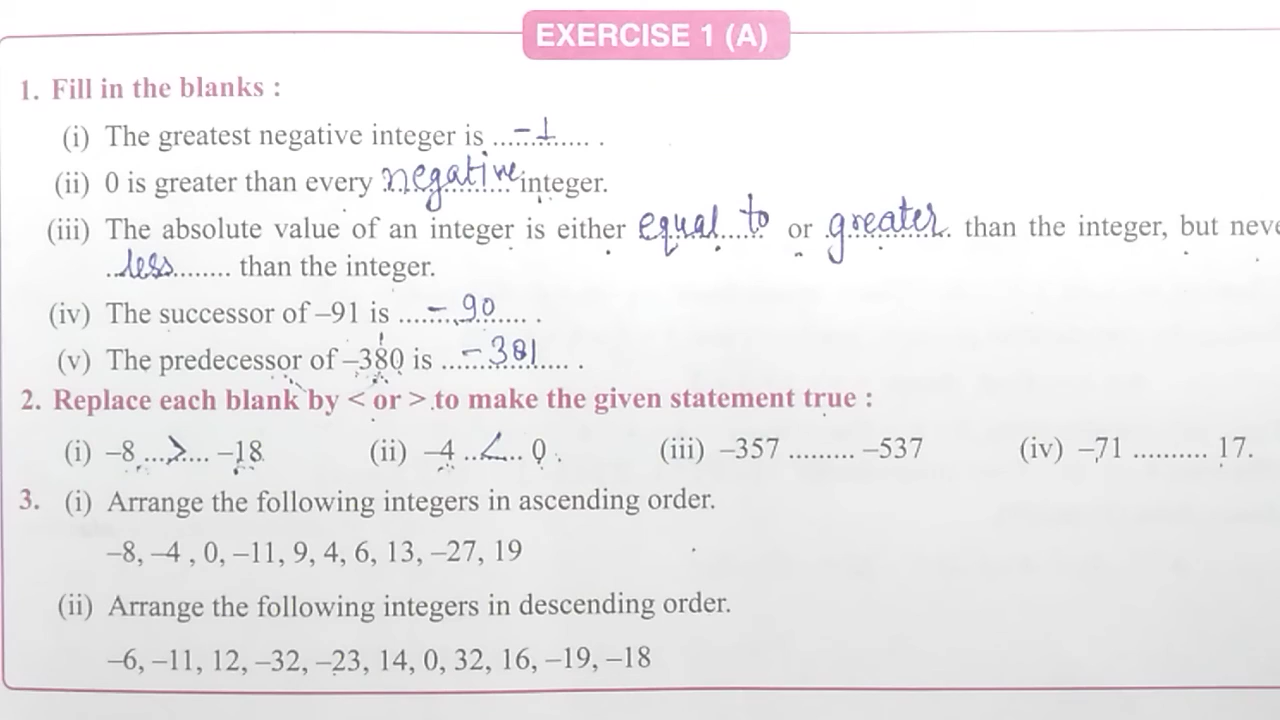 EXERCISE 1 (A)
1. Fill in the blanks :
(i) The greatest negative integer is ...-1... .
(ii) 0 is greater than every negative integer.
(iii) The absolute value of an integer is either equal to or greater than the integer, but neve
less ........ than the integer.
(iv) The successor of –91 is ....-90.... .
(v) The predecessor of –380 is ...-381... .
2. Replace each blank by < or > to make the given statement true :
(i) –8 ...>.... –18 (ii) –4 ..<... 0 . (iii) –357 ......... –537 (iv) –71 .......... 17.
3. (i) Arrange the following integers in ascending order.
–8, –4 , 0, –11, 9, 4, 6, 13, –27, 19
(ii) Arrange the following integers in descending order.
–6, –11, 12, –32, –23, 14, 0, 32, 16, –19, –18